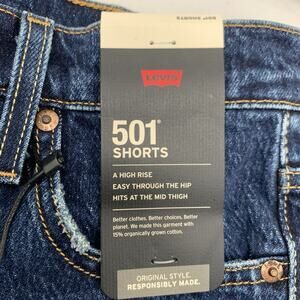 Levi's
501®
SHORTS
A HIGH RISE
EASY THROUGH THE HIP
HITS AT THE MID THIGH
Better clothes. Better choices. Better
planet. We made this garment with
15% organically grown cotton.
ORIGINAL STYLE.
RESPONSIBLY MADE.